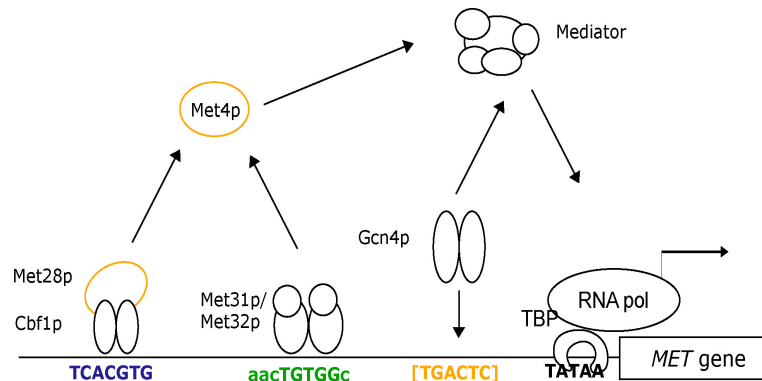 Mediator
Met4p
Gcn4p
Met28p
Met31p/
Met32p
Cbf1p
RNA pol
TBP
TCACGTG
aacTGTGGc
[TGACTC]
TATAA
MET gene